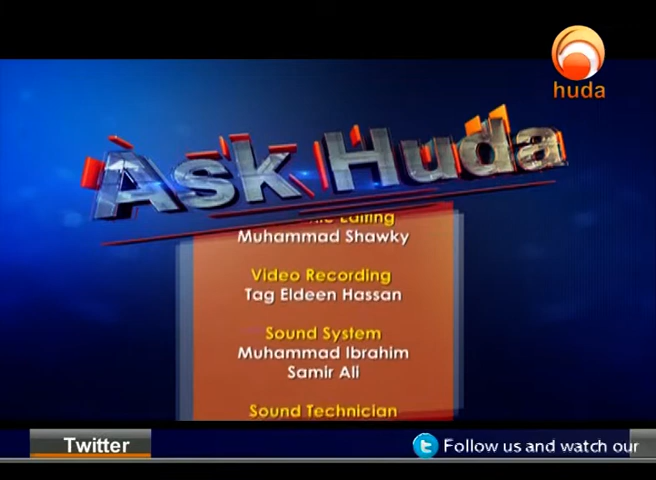 huda
Ask Huda
Editing
Muhammad Shawky
Video Recording
Tag Eldeen Hassan
Sound System
Muhammad Ibrahim
Samir Ali
Sound Technician
Twitter
Follow us and watch our